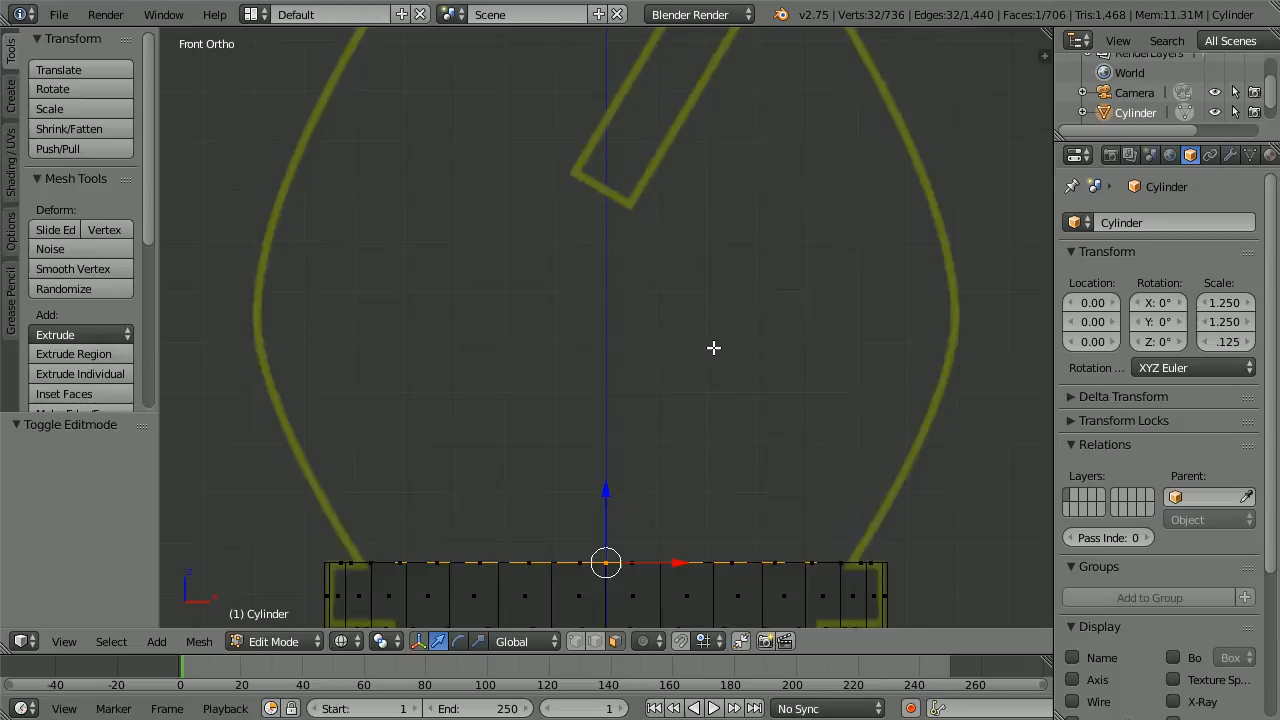 File Render Window Help Default Scene Blender Render v2.75 | Verts:32/736 | Edges:32/1,440 | Faces:1/706 | Tris:1,468 | Mem:11.31M | Cylinder
Tools
Create
Shading / UVs
Options
Grease Pencil
Transform
Translate
Rotate
Scale
Shrink/Fatten
Push/Pull
Mesh Tools
Deform:
Slide Ed Vertex
Noise
Smooth Vertex
Randomize
Add:
Extrude
Extrude Region
Extrude Individual
Inset Faces
Toggle Editmode
Front Ortho
z
x
(1) Cylinder
View Select Add Mesh Edit Mode Global
-40 -20 0 20 40 60 80 100 120 140 160 180 200 220 240 260
View Marker Frame Playback Start: 1 End: 250 1 No Sync
View Search All Scenes
RenderLayers
World
Camera
Cylinder
Cylinder
Cylinder
Transform
Location: Rotation: Scale:
0.00 X: 0° 1.250
0.00 Y: 0° 1.250
0.00 Z: 0° .125
Rotation ... XYZ Euler
Delta Transform
Transform Locks
Relations
Layers: Parent:
Object
Pass Inde: 0
Groups
Add to Group
Display
Name Bo Box
Axis Texture Sp...
Wire X-Ray